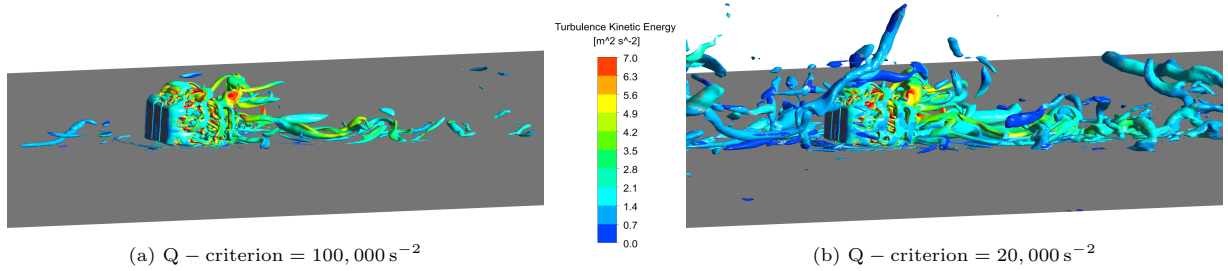 Turbulence Kinetic Energy
[m^2 s^-2]
7.0
6.3
5.6
4.9
4.2
3.5
2.8
2.1
1.4
0.7
0.0
(a) Q − criterion = 100, 000 s⁻²
(b) Q − criterion = 20, 000 s⁻²